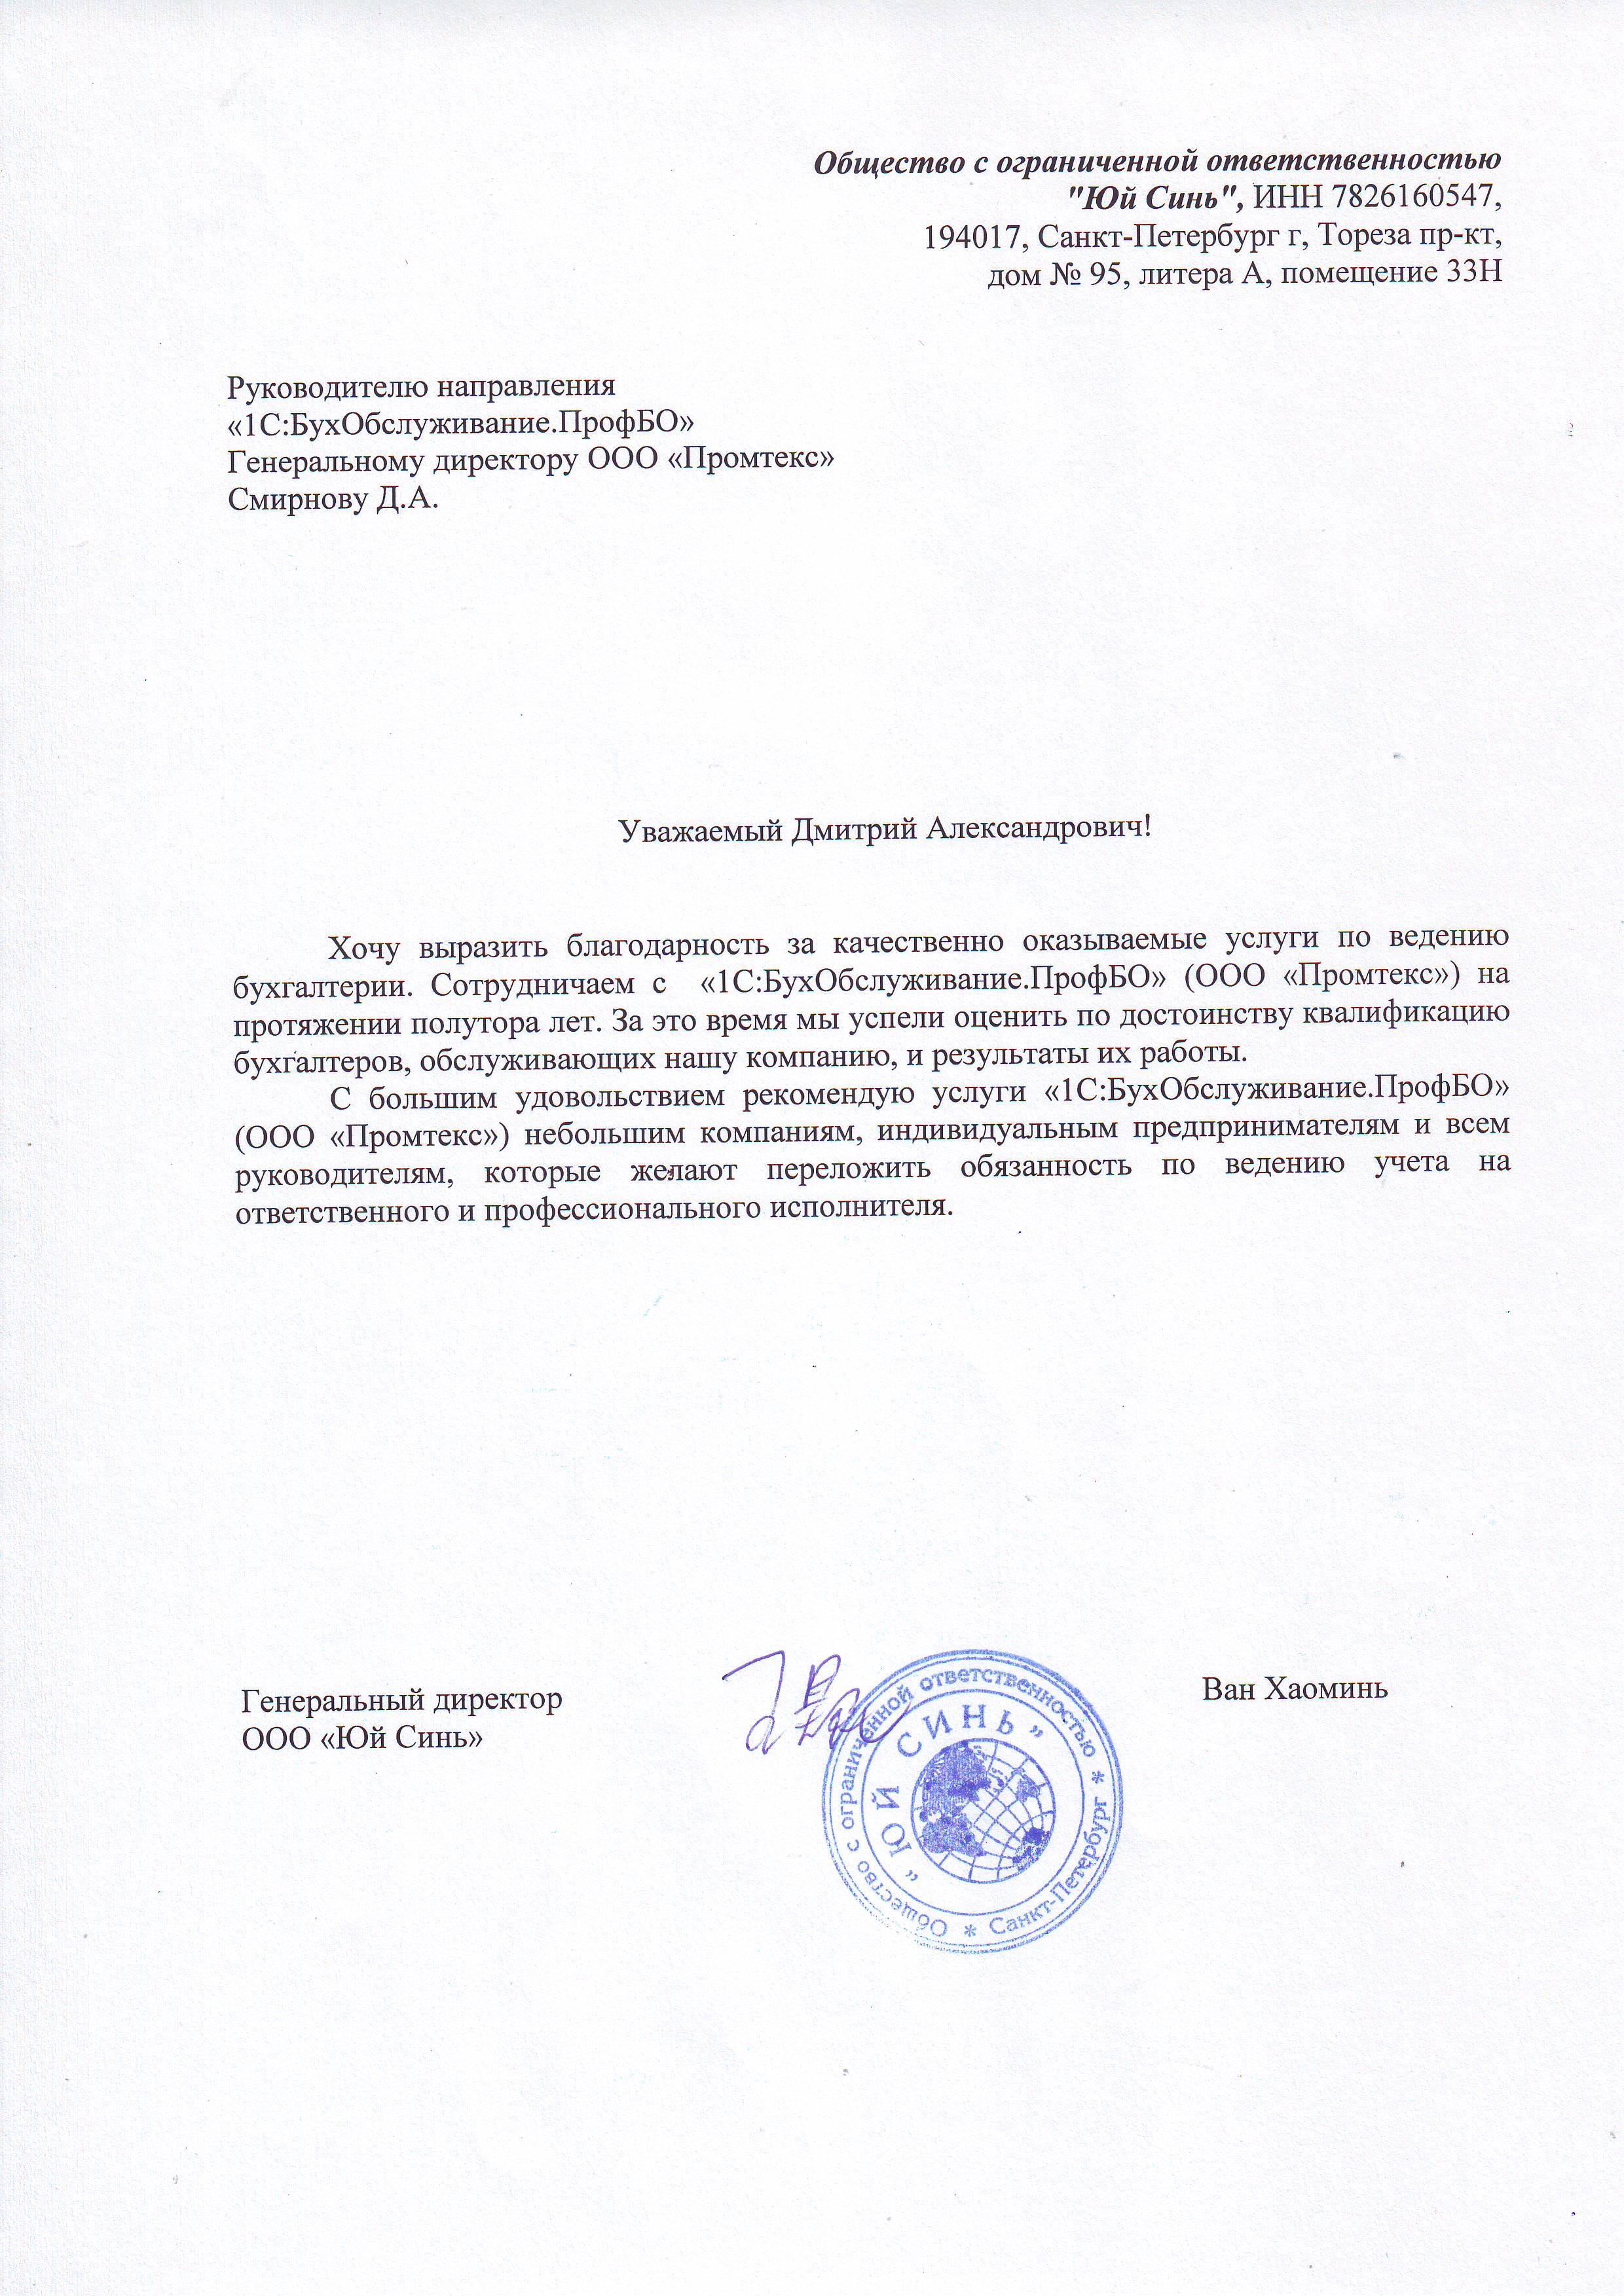 Общество с ограниченной ответственностью
"Юй Синь", ИНН 7826160547,
194017, Санкт-Петербург г, Тореза пр-кт,
дом № 95, литера А, помещение 33Н
Руководителю направления
«1С:БухОбслуживание.ПрофБО»
Генеральному директору ООО «Промтекс»
Смирнову Д.А.
Уважаемый Дмитрий Александрович!
Хочу выразить благодарность за качественно оказываемые услуги по ведению
бухгалтерии. Сотрудничаем с «1С:БухОбслуживание.ПрофБО» (ООО «Промтекс») на
протяжении полутора лет. За это время мы успели оценить по достоинству квалификацию
бухгалтеров, обслуживающих нашу компанию, и результаты их работы.
С большим удовольствием рекомендую услуги «1С:БухОбслуживание.ПрофБО»
(ООО «Промтекс») небольшим компаниям, индивидуальным предпринимателям и всем
руководителям, которые желают переложить обязанность по ведению учета на
ответственного и профессионального исполнителя.
Генеральный директор
ООО «Юй Синь»
Ван Хаоминь
Общество с ограниченной ответственностью * Санкт-Петербург *
"ЮЙ СИНЬ"